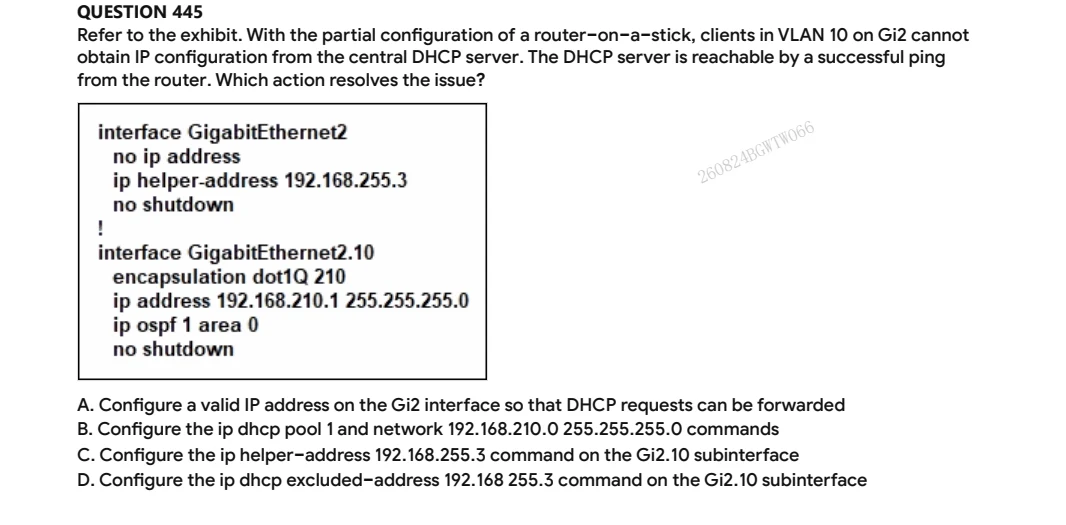 QUESTION 445
Refer to the exhibit. With the partial configuration of a router-on-a-stick, clients in VLAN 10 on Gi2 cannot
obtain IP configuration from the central DHCP server. The DHCP server is reachable by a successful ping
from the router. Which action resolves the issue?
interface GigabitEthernet2
no ip address
ip helper-address 192.168.255.3
no shutdown
!
interface GigabitEthernet2.10
encapsulation dot1Q 210
ip address 192.168.210.1 255.255.255.0
ip ospf 1 area 0
no shutdown
260824BGWTW066
A. Configure a valid IP address on the Gi2 interface so that DHCP requests can be forwarded
B. Configure the ip dhcp pool 1 and network 192.168.210.0 255.255.255.0 commands
C. Configure the ip helper-address 192.168.255.3 command on the Gi2.10 subinterface
D. Configure the ip dhcp excluded-address 192.168 255.3 command on the Gi2.10 subinterface